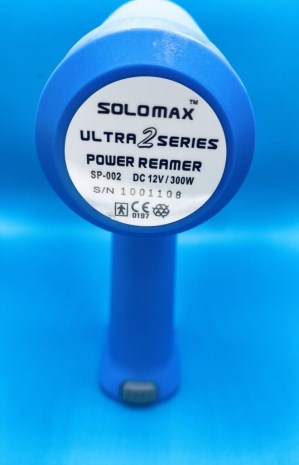 SOLOMAX™
ULTRA 2 SERIES
POWER REAMER
SP-002 DC 12V/300W
S/N 1001108
CE
0197